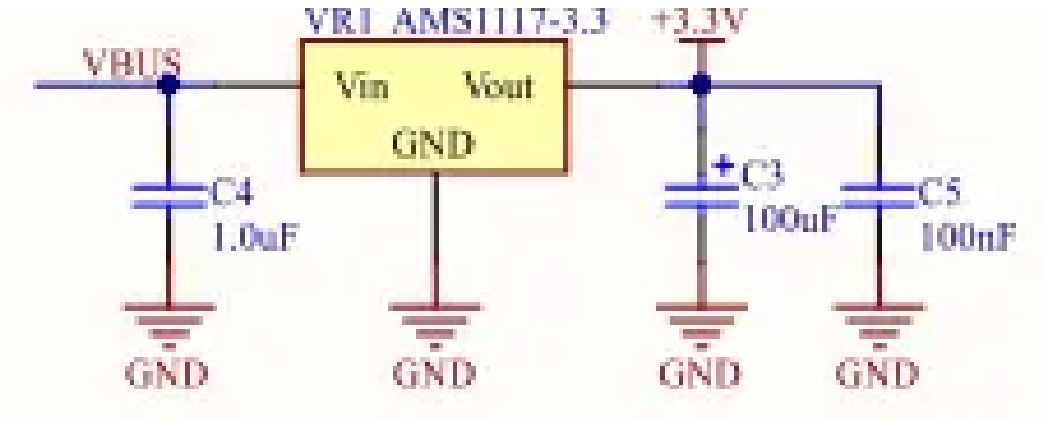 VR1 AMS1117-3.3
+3.3V
VBUS
Vin
Vout
GND
C4
1.0uF
+
C3
100uF
C5
100nF
GND
GND
GND
GND